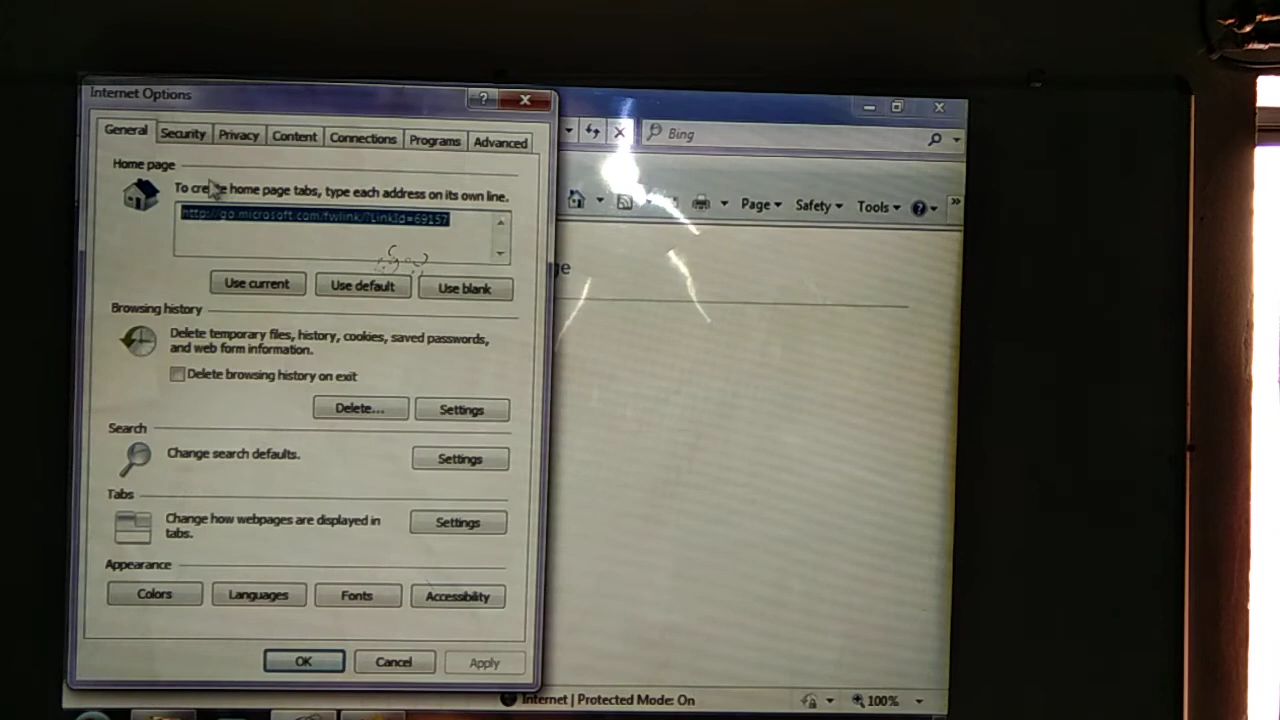 Internet Options
?
Bing
General Security Privacy Content Connections Programs Advanced
Home page
To create home page tabs, type each address on its own line.
http://go.microsoft.com/fwlink/?LinkId=69157
Use current Use default Use blank
Page Safety Tools ?
Browsing history
Delete temporary files, history, cookies, saved passwords,
and web form information.
Delete browsing history on exit
Delete... Settings
Search
Change search defaults.
Settings
Tabs
Change how webpages are displayed in
tabs.
Settings
Appearance
Colors Languages Fonts Accessibility
OK Cancel Apply
Internet | Protected Mode: On
100%